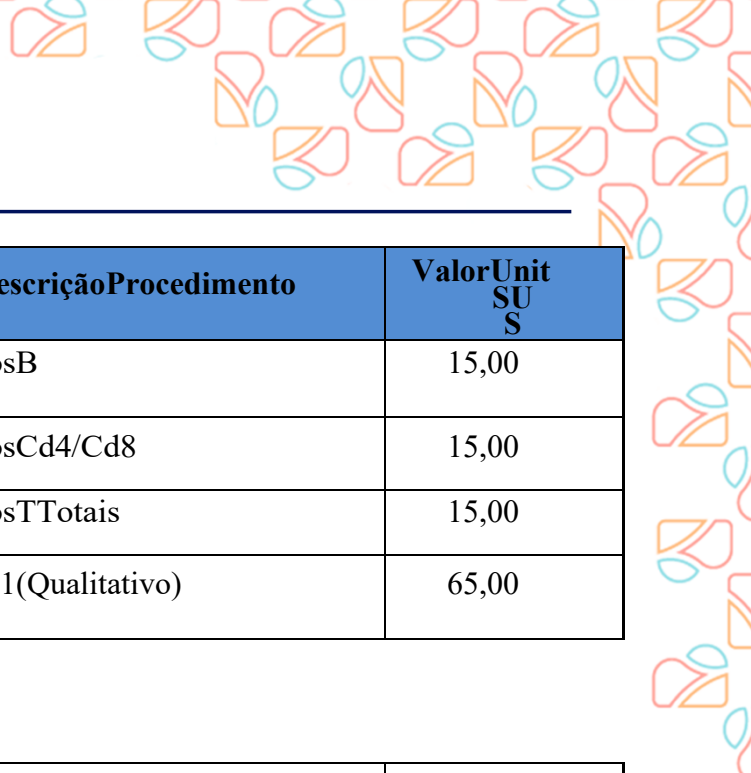 escriçãoProcedimento
ValorUnit
SU
S
osB
15,00
osCd4/Cd8
15,00
osTTotais
15,00
1(Qualitativo)
65,00